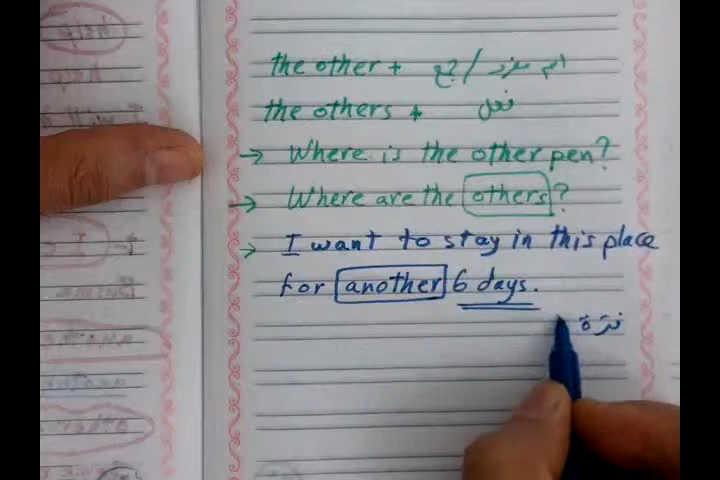 the other + اسم مفرد / جمع
the others + فعل
→ Where is the other pen?
→ Where are the others?
→ I want to stay in this place
for another 6 days.
فترة